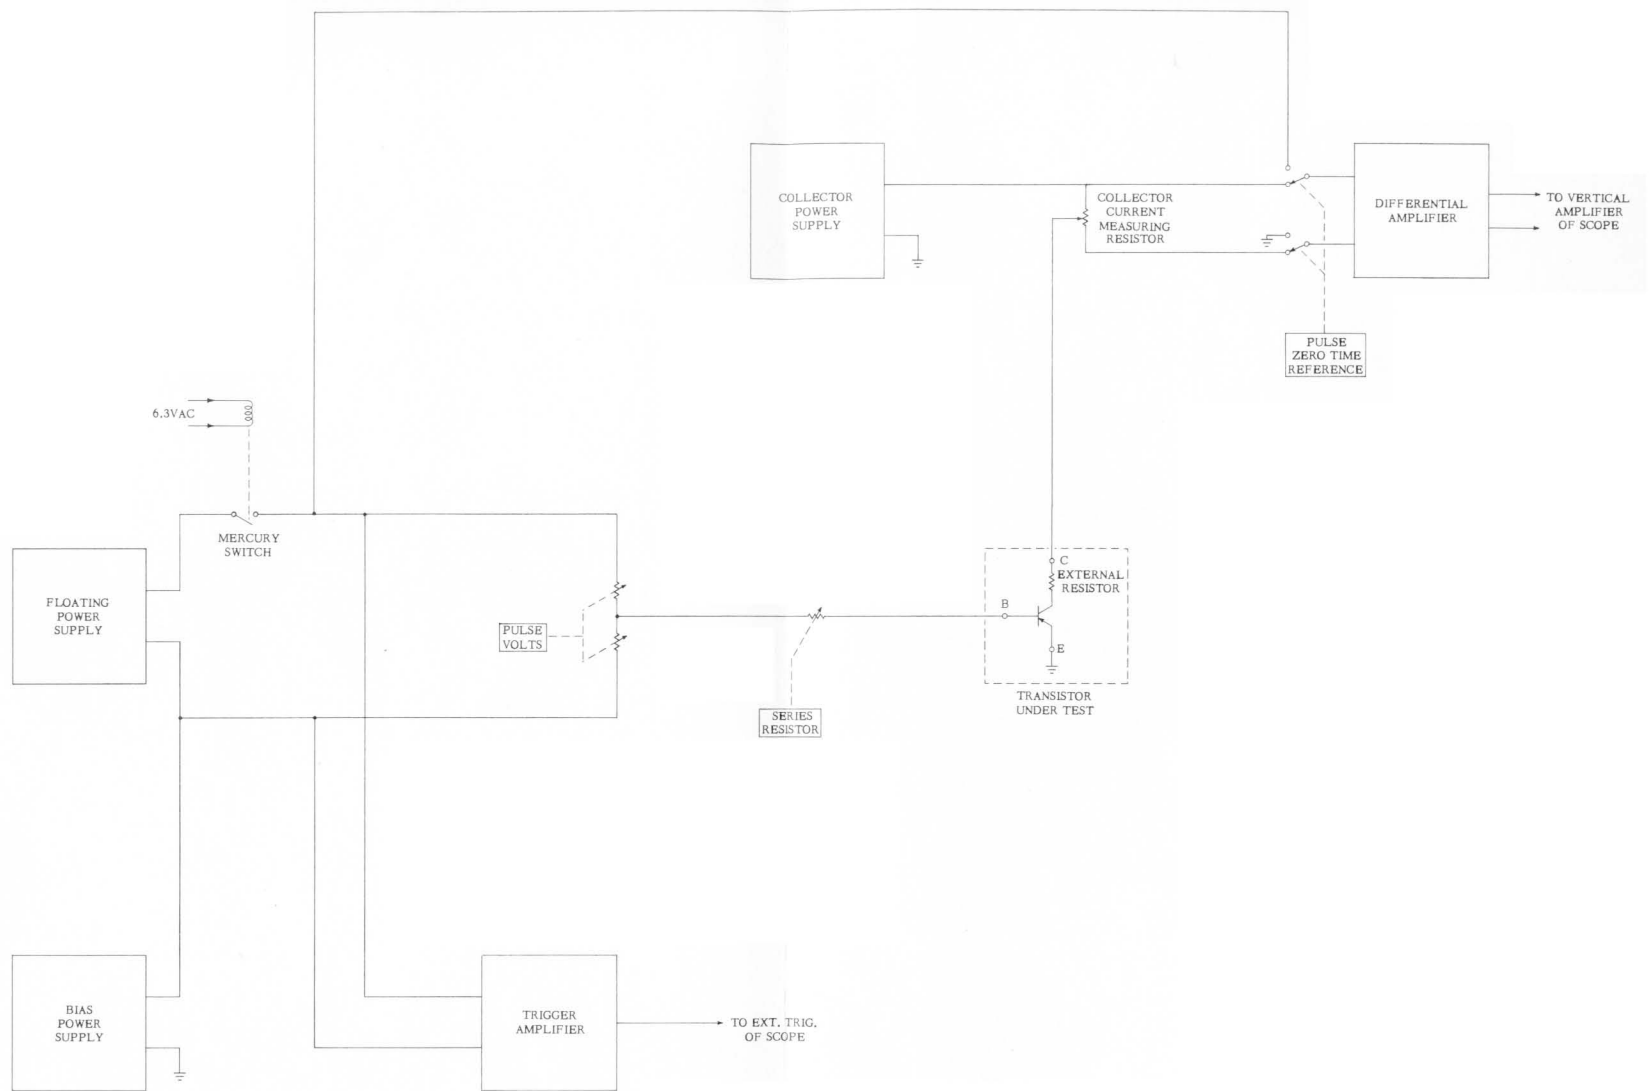 COLLECTOR
POWER
SUPPLY
COLLECTOR
CURRENT
MEASURING
RESISTOR
DIFFERENTIAL
AMPLIFIER
TO VERTICAL
AMPLIFIER
OF SCOPE
PULSE
ZERO TIME
REFERENCE
6.3VAC
MERCURY
SWITCH
FLOATING
POWER
SUPPLY
PULSE
VOLTS
SERIES
RESISTOR
C
EXTERNAL
RESISTOR
B
E
TRANSISTOR
UNDER TEST
BIAS
POWER
SUPPLY
TRIGGER
AMPLIFIER
TO EXT. TRIG.
OF SCOPE